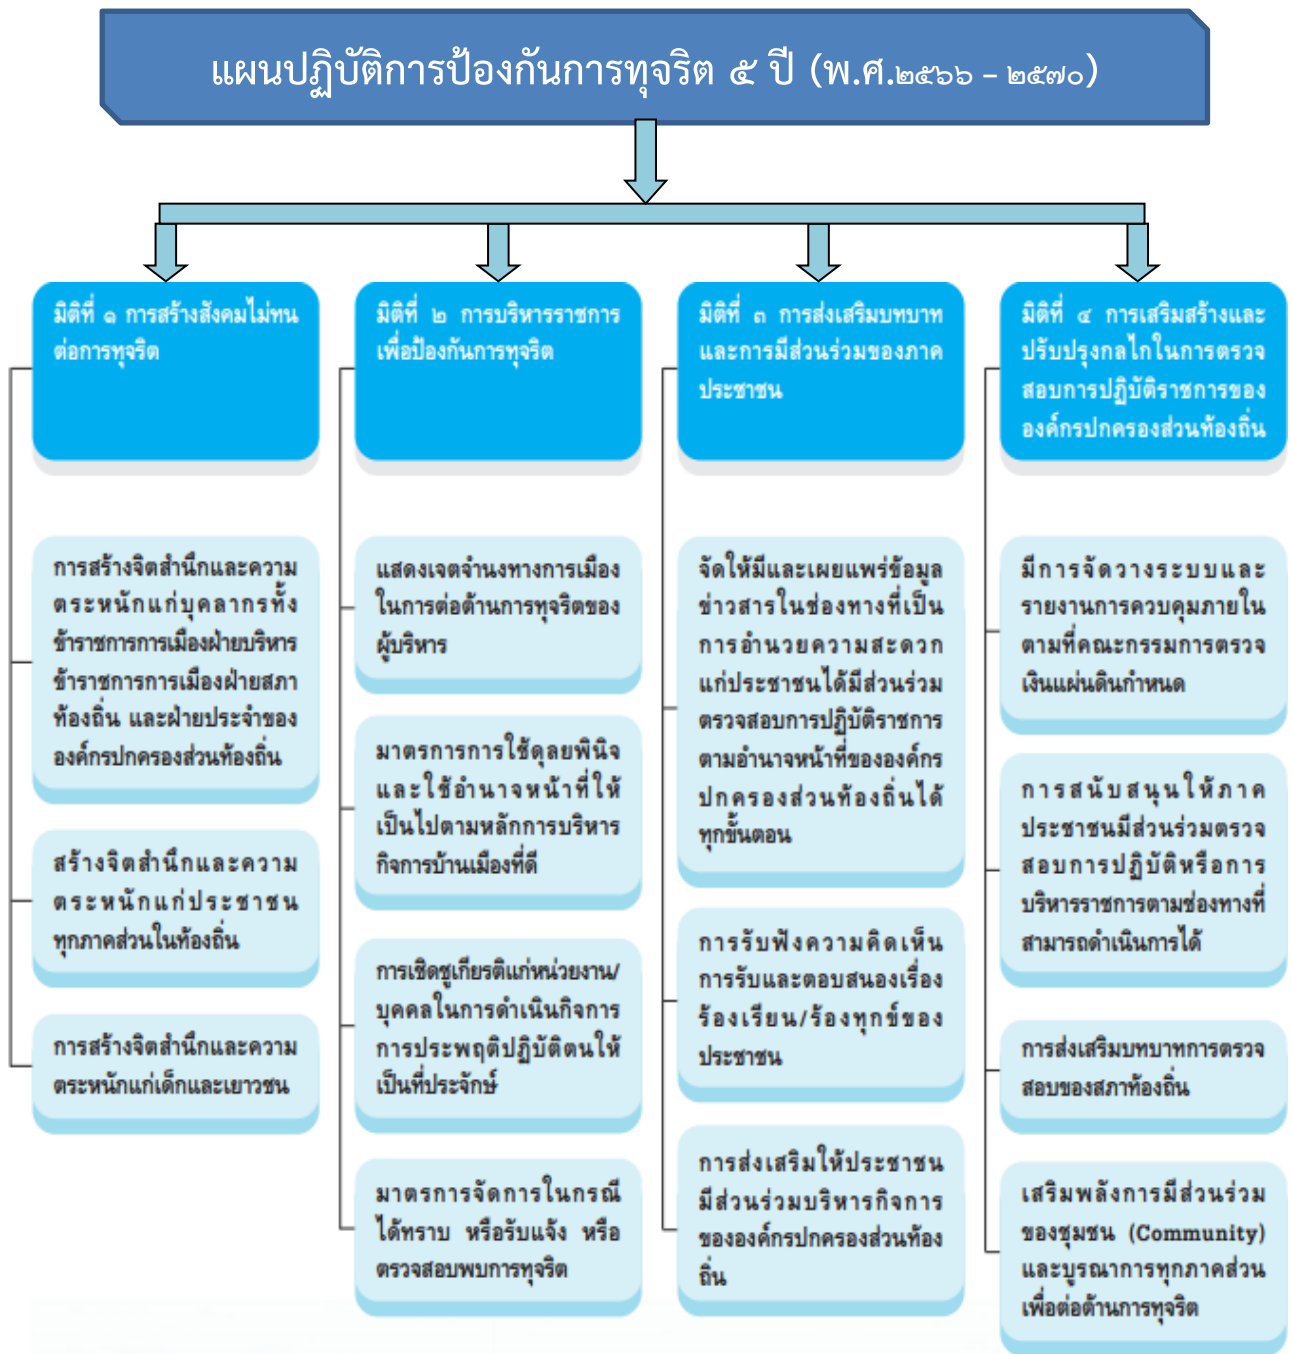 แผนปฏิบัติการป้องกันการทุจริต ๕ ปี (พ.ศ.๒๕๖๖ – ๒๕๗๐)
มิติที่ ๑ การสร้างสังคมไม่ทน
ต่อการทุจริต
การสร้างจิตสำนึกและความ
ตระหนักแก่บุคลากรทั้ง
ข้าราชการการเมืองฝ่ายบริหาร
ข้าราชการการเมืองฝ่ายสภา
ท้องถิ่น และฝ่ายประจำของ
องค์กรปกครองส่วนท้องถิ่น
สร้างจิตสำนึกและความ
ตระหนักแก่ประชาชน
ทุกภาคส่วนในท้องถิ่น
การสร้างจิตสำนึกและความ
ตระหนักแก่เด็กและเยาวชน
มิติที่ ๒ การบริหารราชการ
เพื่อป้องกันการทุจริต
แสดงเจตจำนงทางการเมือง
ในการต่อต้านการทุจริตของ
ผู้บริหาร
มาตรการการใช้ดุลยพินิจ
และใช้อำนาจหน้าที่ให้
เป็นไปตามหลักการบริหาร
กิจการบ้านเมืองที่ดี
การเชิดชูเกียรติแก่หน่วยงาน/
บุคคลในการดำเนินกิจการ
การประพฤติปฏิบัติตนให้
เป็นที่ประจักษ์
มาตรการจัดการในกรณี
ได้ทราบ หรือรับแจ้ง หรือ
ตรวจสอบพบการทุจริต
มิติที่ ๓ การส่งเสริมบทบาท
และการมีส่วนร่วมของภาค
ประชาชน
จัดให้มีและเผยแพร่ข้อมูล
ข่าวสารในช่องทางที่เป็น
การอำนวยความสะดวก
แก่ประชาชนได้มีส่วนร่วม
ตรวจสอบการปฏิบัติราชการ
ตามอำนาจหน้าที่ขององค์กร
ปกครองส่วนท้องถิ่นได้
ทุกขั้นตอน
การรับฟังความคิดเห็น
การรับและตอบสนองเรื่อง
ร้องเรียน/ร้องทุกข์ของ
ประชาชน
การส่งเสริมให้ประชาชน
มีส่วนร่วมบริหารกิจการ
ขององค์กรปกครองส่วนท้อง
ถิ่น
มิติที่ ๔ การเสริมสร้างและ
ปรับปรุงกลไกในการตรวจ
สอบการปฏิบัติราชการของ
องค์กรปกครองส่วนท้องถิ่น
มีการจัดวางระบบและ
รายงานการควบคุมภายใน
ตามที่คณะกรรมการตรวจ
เงินแผ่นดินกำหนด
การสนับสนุนให้ภาค
ประชาชนมีส่วนร่วมตรวจ
สอบการปฏิบัติหรือการ
บริหารราชการตามช่องทางที่
สามารถดำเนินการได้
การส่งเสริมบทบาทการตรวจ
สอบของสภาท้องถิ่น
เสริมพลังการมีส่วนร่วม
ของชุมชน (Community)
และบูรณาการทุกภาคส่วน
เพื่อต่อต้านการทุจริต